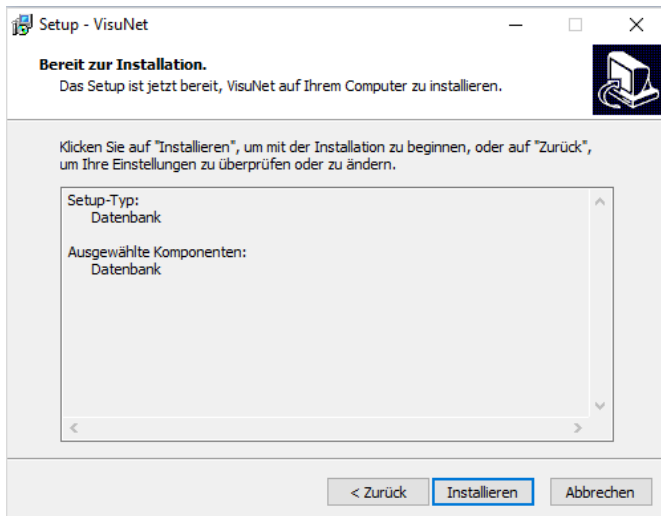 Setup - VisuNet
Bereit zur Installation.
Das Setup ist jetzt bereit, VisuNet auf Ihrem Computer zu installieren.
Klicken Sie auf "Installieren", um mit der Installation zu beginnen, oder auf "Zurück",
um Ihre Einstellungen zu überprüfen oder zu ändern.
Setup-Typ:
Datenbank
Ausgewählte Komponenten:
Datenbank
< Zurück
Installieren
Abbrechen